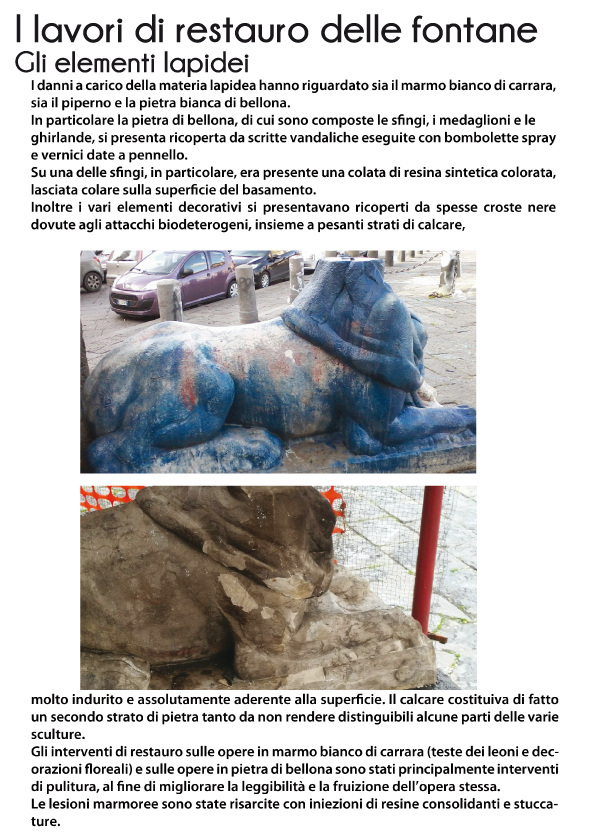 I lavori di restauro delle fontane
Gli elementi lapidei
I danni a carico della materia lapidea hanno riguardato sia il marmo bianco di carrara,
sia il piperno e la pietra bianca di bellona.
In particolare la pietra di bellona, di cui sono composte le sfingi, i medaglioni e le
ghirlande, si presenta ricoperta da scritte vandaliche eseguite con bombolette spray
e vernici date a pennello.
Su una delle sfingi, in particolare, era presente una colata di resina sintetica colorata,
lasciata colare sulla superficie del basamento.
Inoltre i vari elementi decorativi si presentavano ricoperti da spesse croste nere
dovute agli attacchi biodeterogeni, insieme a pesanti strati di calcare,
molto indurito e assolutamente aderente alla superficie. Il calcare costituiva di fatto
un secondo strato di pietra tanto da non rendere distinguibili alcune parti delle varie
sculture.
Gli interventi di restauro sulle opere in marmo bianco di carrara (teste dei leoni e dec-
orazioni floreali) e sulle opere in pietra di bellona sono stati principalmente interventi
di pulitura, al fine di migliorare la leggibilità e la fruizione dell'opera stessa.
Le lesioni marmoree sono state risarcite con iniezioni di resine consolidanti e stucca-
ture.